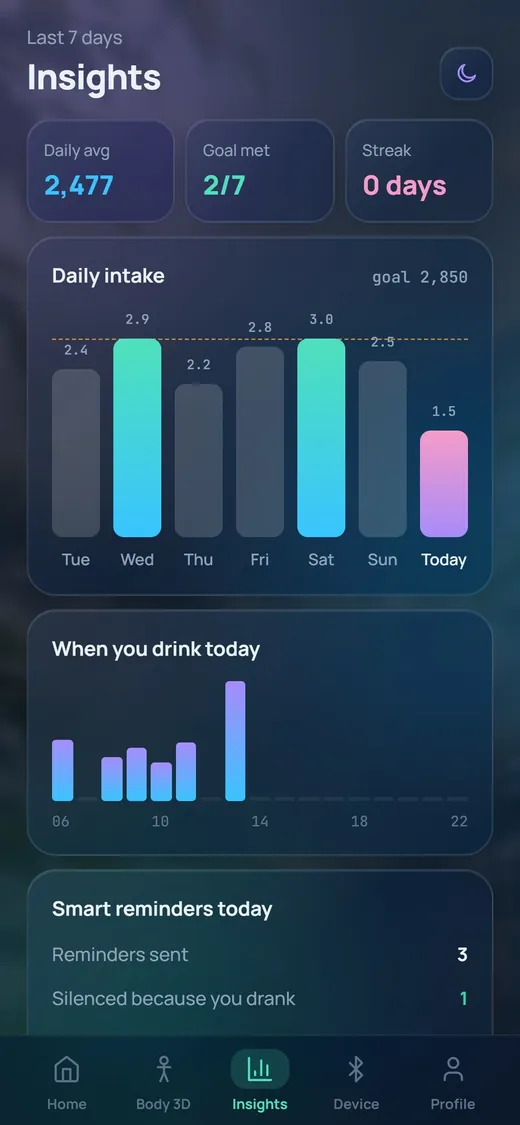 Last 7 days
Insights
Daily avg
2,477
Goal met
2/7
Streak
0 days
Daily intake
goal 2,850
2.4
2.9
2.2
2.8
3.0
2.5
1.5
Tue
Wed
Thu
Fri
Sat
Sun
Today
When you drink today
06
10
14
18
22
Smart reminders today
Reminders sent
3
Silenced because you drank
1
Home
Body 3D
Insights
Device
Profile